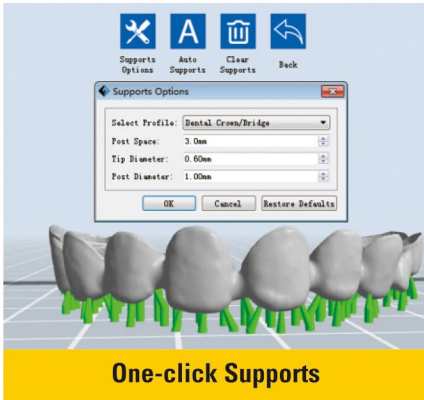 Supports Options
A
Auto Supports
Clear Supports
Back
Supports Options
Select Profile: Dental Crown/Bridge
Post Space: 3.0mm
Tip Diameter: 0.60mm
Post Diameter: 1.00mm
OK Cancel Restore Defaults
One-click Supports